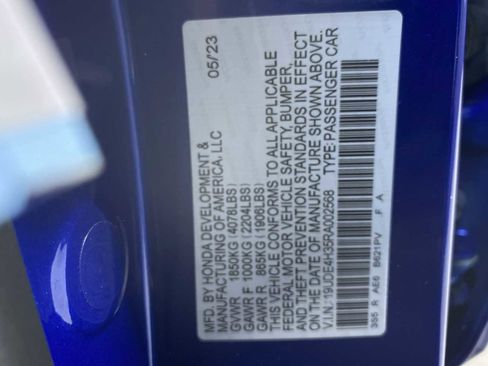 MFD. BY HONDA DEVELOPMENT & 05/23
MANUFACTURING OF AMERICA, LLC
GVWR 1850KG (4078LBS)
GAWR F 1000KG (2204LBS)
GAWR R 865KG (1906LBS)
THIS VEHICLE CONFORMS TO ALL APPLICABLE
FEDERAL MOTOR VEHICLE SAFETY, BUMPER,
AND THEFT PREVENTION STANDARDS IN EFFECT
ON THE DATE OF MANUFACTURE SHOWN ABOVE.
V.I.N.:19UDE4H35RA002568 TYPE:PASSENGER CAR
3S5 R AE6 B621PV F A